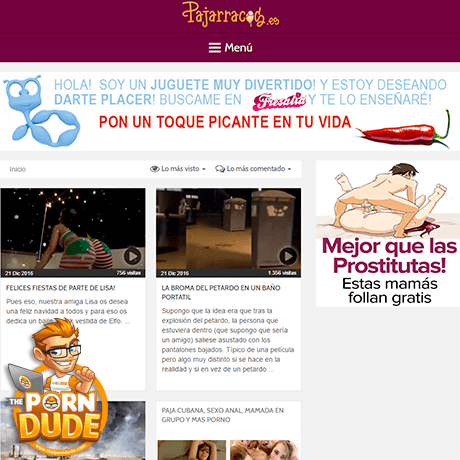 Pajarracos.es
Menú
HOLA! SOY UN JUGUETE MUY DIVERTIDO! Y ESTOY DESEANDO
DARTE PLACER! BUSCAME EN Fresalia Y TE LO ENSEÑARÉ!
PON UN TOQUE PICANTE EN TU VIDA
Inicio
Lo más visto
Lo más comentado
21 Dic 2016
756 visitas
FELICES FIESTAS DE PARTE DE LISA!
Pues eso, nuestra amiga Lisa os desea
una feliz navidad a todos y para eso os
dedica un baile vestida de Elfo. ...
21 Dic 2016
1.356 visitas
LA BROMA DEL PETARDO EN UN BAÑO
PORTATIL
Supongo que la idea era que tras la
explosión del petardo, la persona que
estuviera dentro (que supongo que sería
un amigo) saliese asustado con los
pantalones bajados. Típico de una película
pero algo muy distinto si se hace en la
realidad y si en vez de un petardo ...
Mejor que las
Prostitutas!
Estas mamás
follan gratis
THE
PORN
DUDE
www.theporndude.com
PAJA CUBANA, SEXO ANAL, MAMADA EN
GRUPO Y MAS PORNO